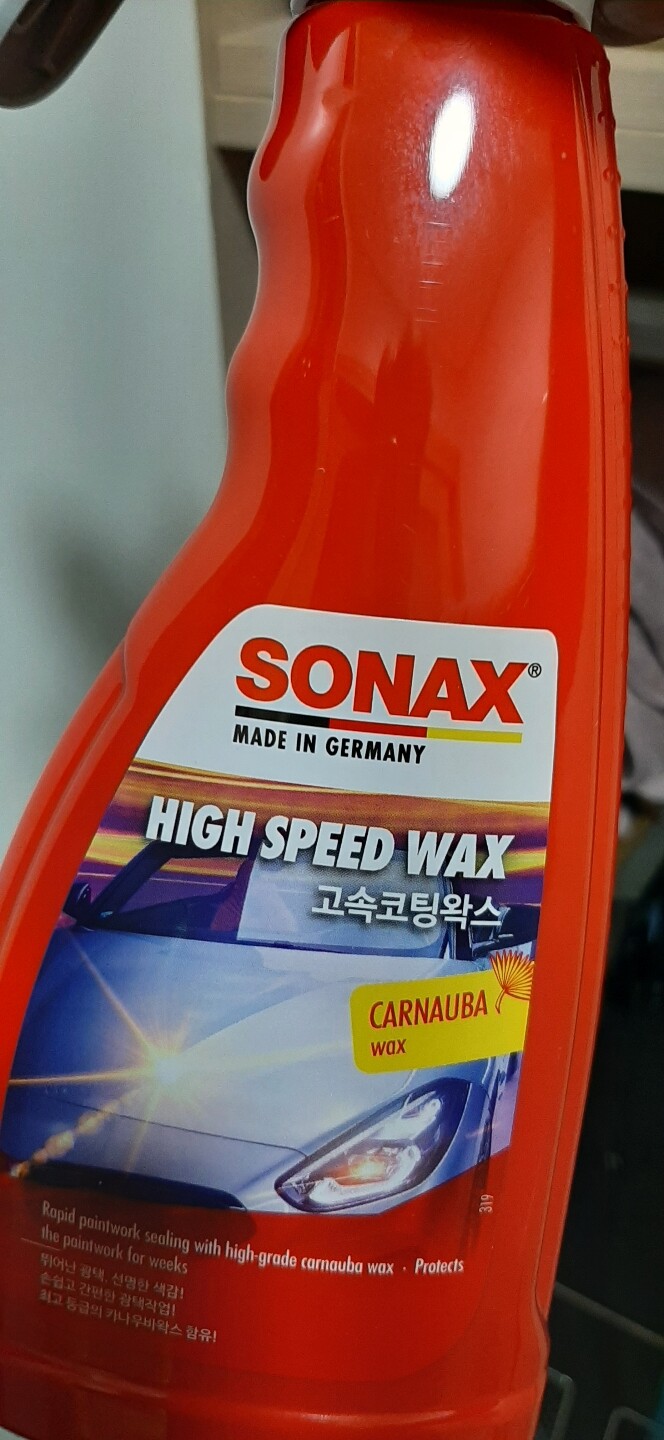 SONAX®
MADE IN GERMANY
HIGH SPEED WAX
고속코팅왁스
CARNAUBA
wax
319
Rapid paintwork sealing with high-grade carnauba wax · Protects
the paintwork for weeks
뛰어난 광택, 선명한 색감!
손쉽고 간편한 광택작업!
최고 등급의 카나우바왁스 함유!